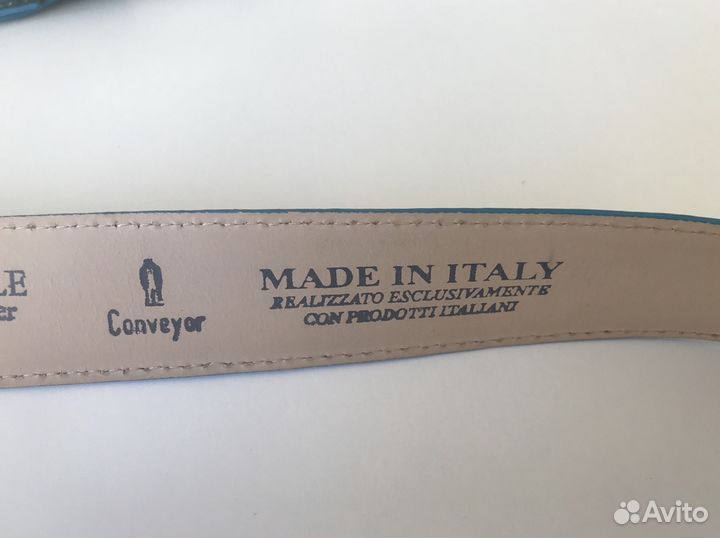 LE
er
Conveyor
MADE IN ITALY
REALIZZATO ESCLUSIVAMENTE
CON PRODOTTI ITALIANI
Avito